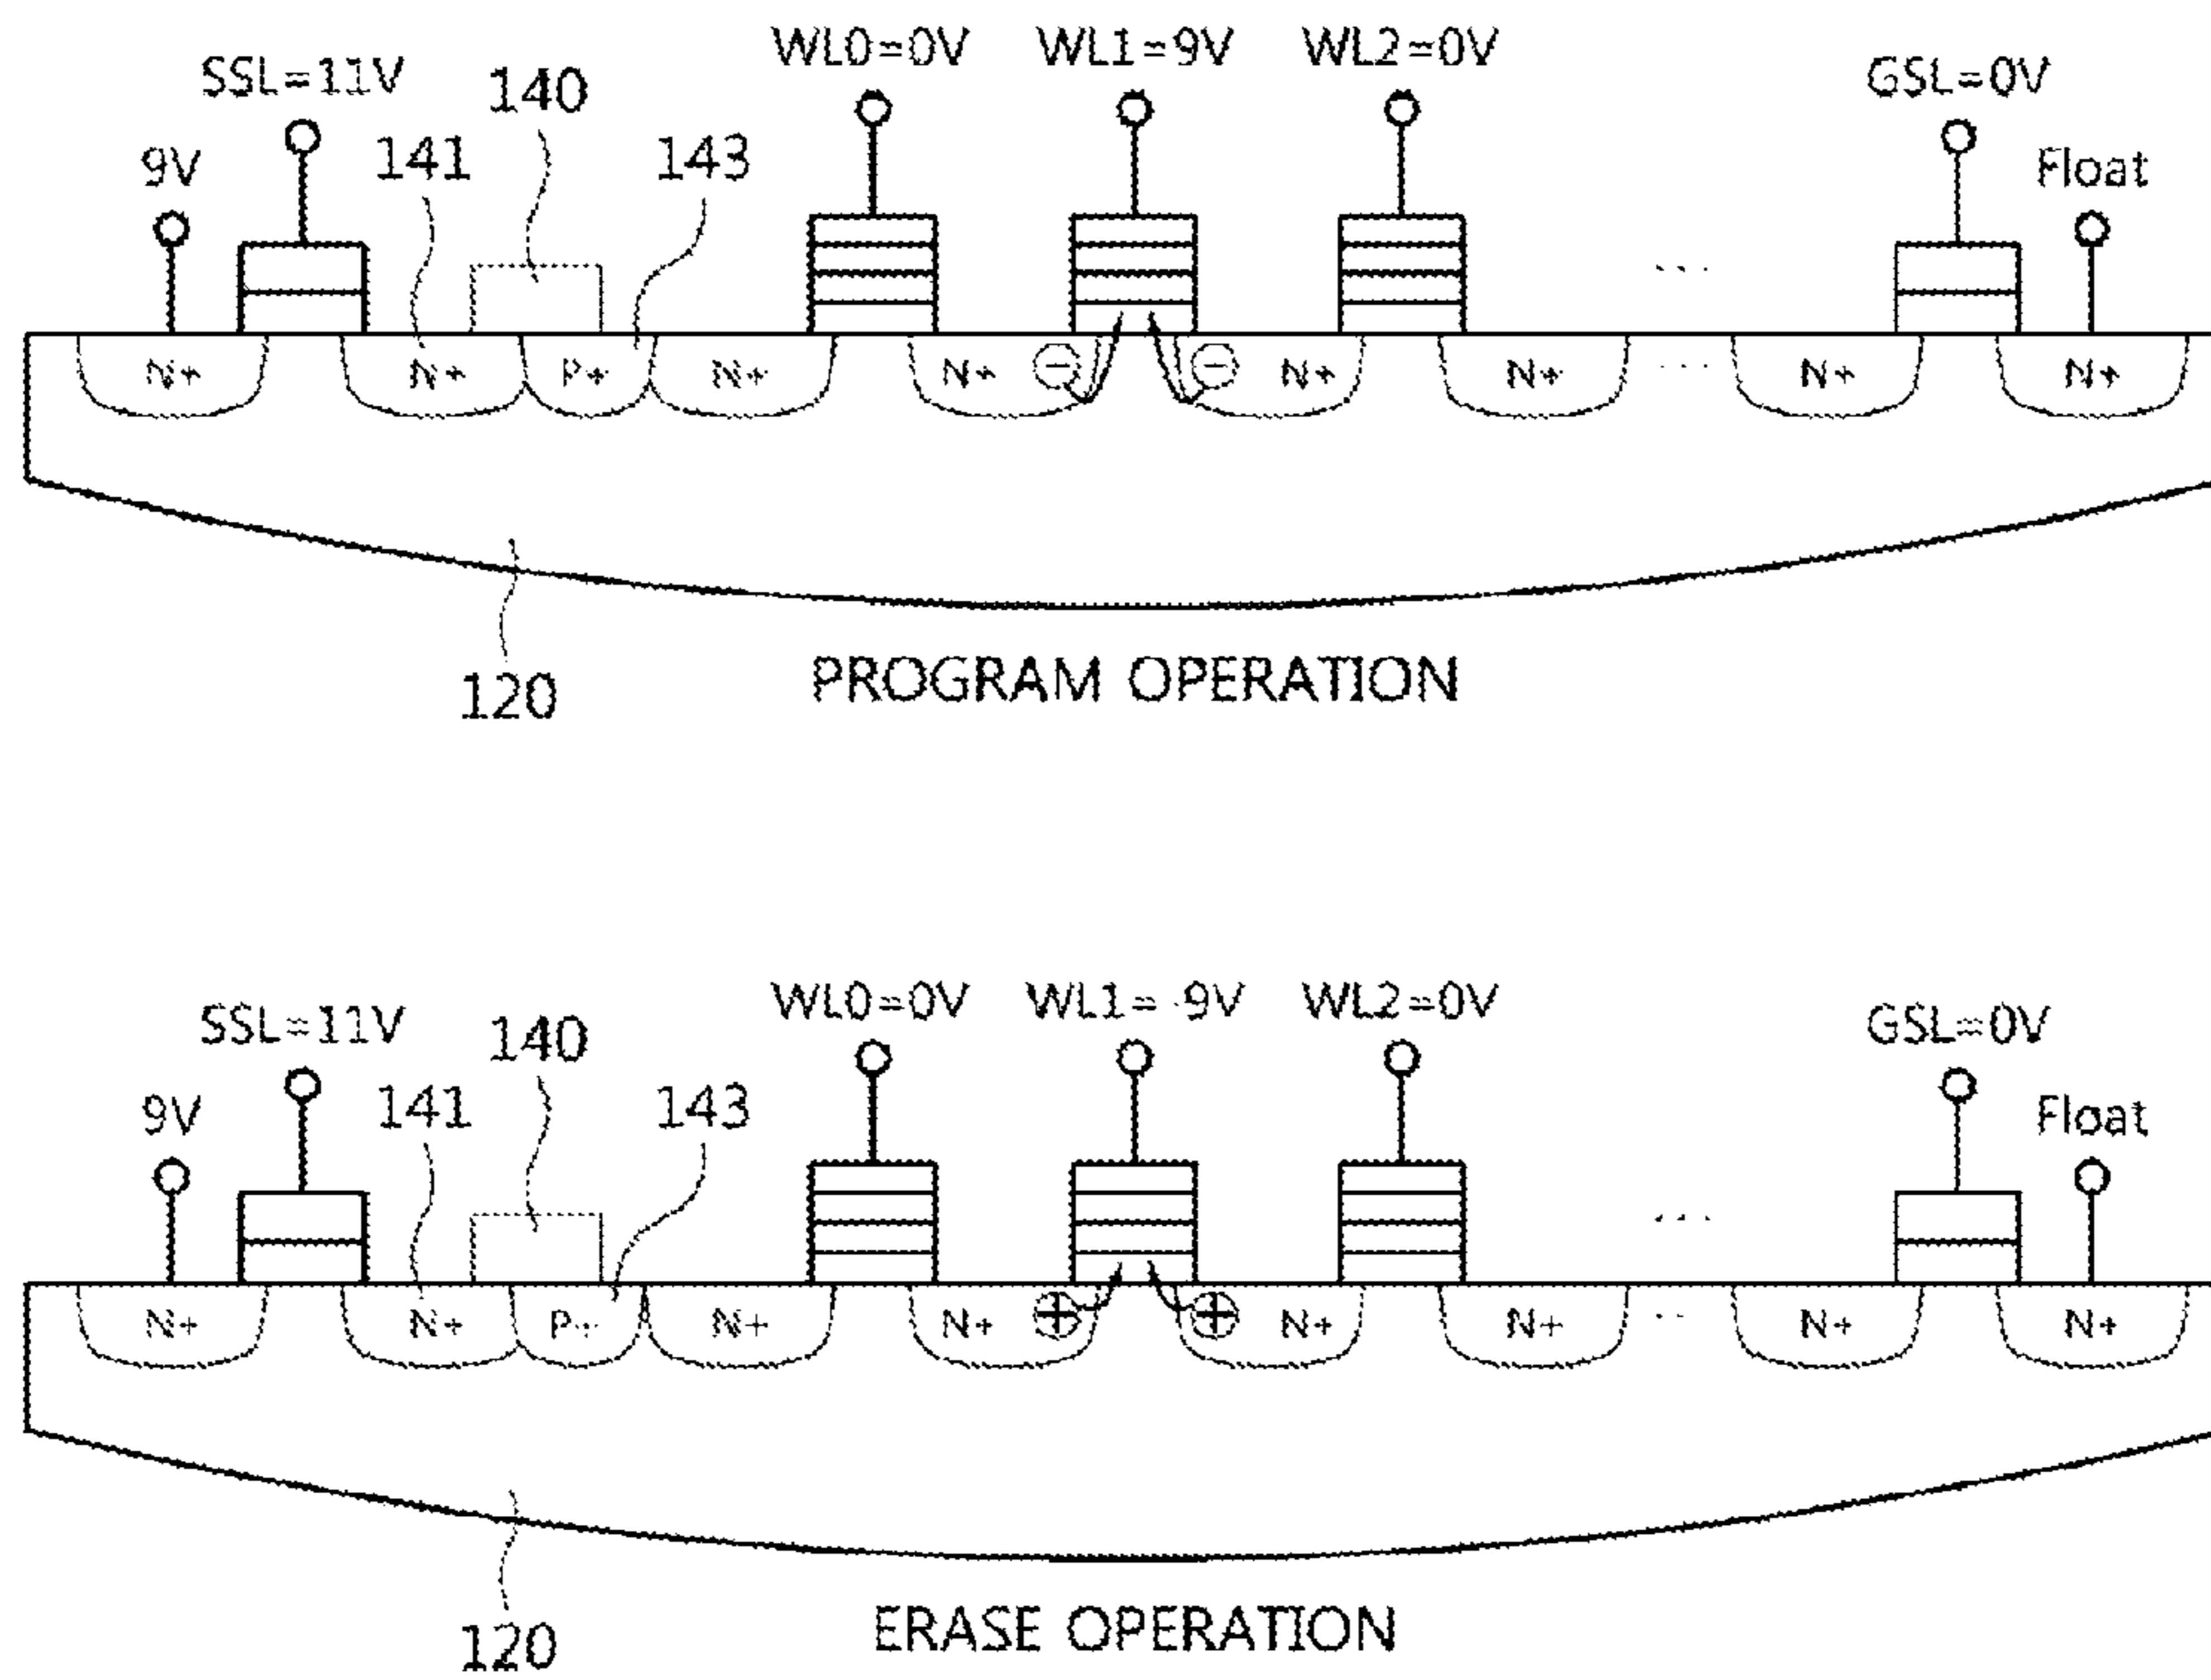 WL0=0V WL1=9V WL2=0V
SSL=11V 140 GSL=0V
9V 141 143 Float
N+ N+ P+ N+ N+ − − N+ N+ ... N+ N+
120
PROGRAM OPERATION
WL0=0V WL1=-9V WL2=0V
SSL=11V 140 GSL=0V
9V 141 143 Float
N+ N+ P+ N+ N+ + + N+ N+ ... N+ N+
120
ERASE OPERATION